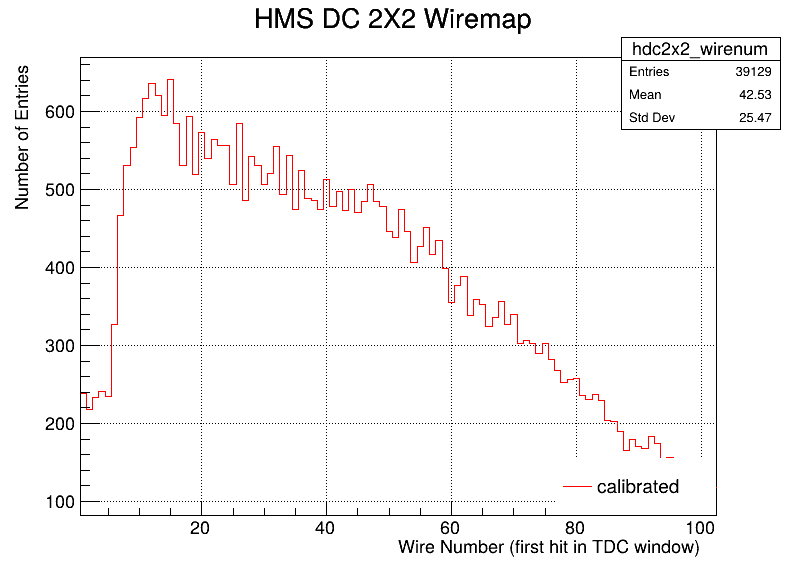 HMS DC 2X2 Wiremap
hdc2x2_wirenum
Entries 39129
Mean 42.53
Std Dev 25.47
Number of Entries
600
500
400
300
200
100
calibrated
20 40 60 80 100
Wire Number (first hit in TDC window)